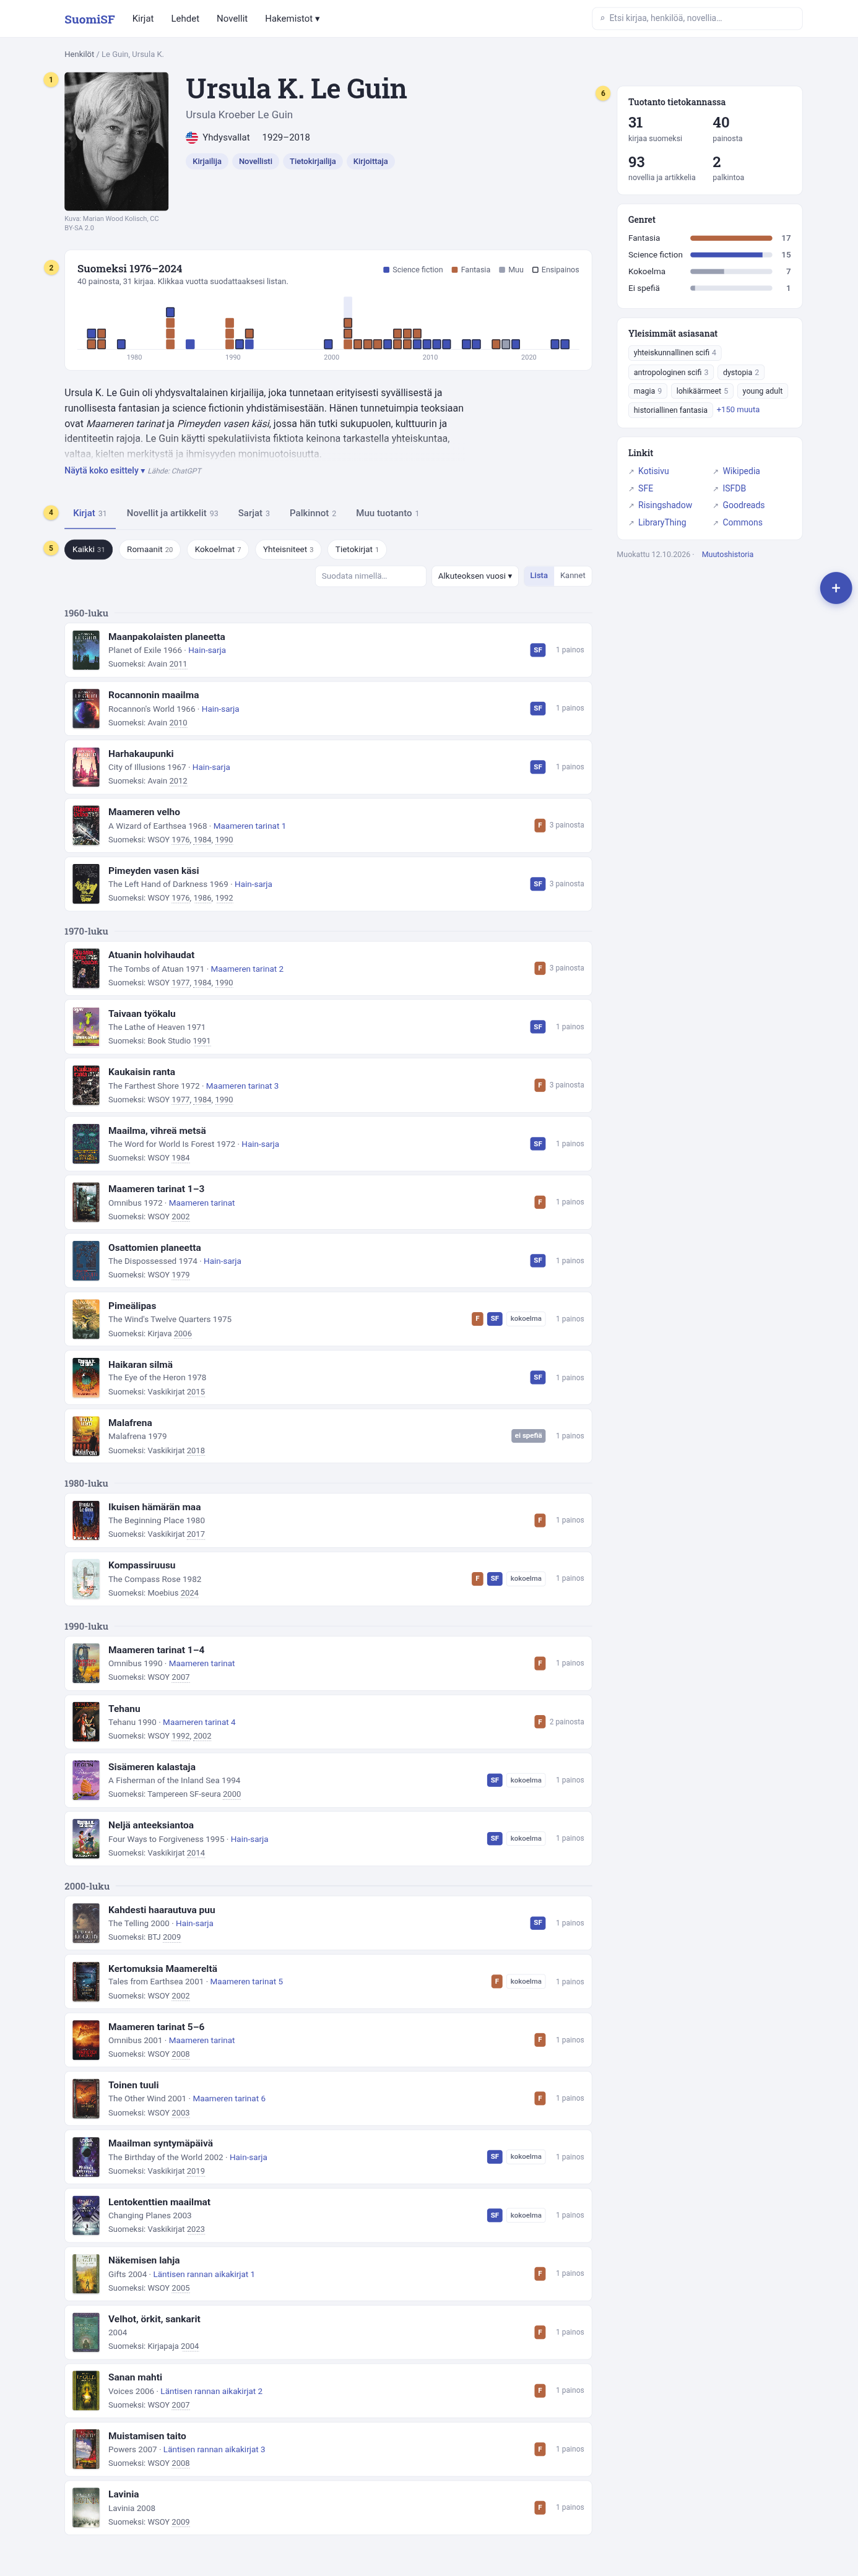 SuomiSF Kirjat Lehdet Novellit Hakemistot ▾
Etsi kirjaa, henkilöä, novellia…
Henkilöt / Le Guin, Ursula K.
1
Kuva: Marian Wood Kolisch, CC
BY-SA 2.0
Ursula K. Le Guin
Ursula Kroeber Le Guin
Yhdysvallat 1929–2018
Kirjailija Novellisti Tietokirjailija Kirjoittaja
2
Suomeksi 1976–2024
40 painosta, 31 kirjaa. Klikkaa vuotta suodattaaksesi listan.
Science fiction Fantasia Muu Ensipainos
1980 1990 2000 2010 2020
Ursula K. Le Guin oli yhdysvaltalainen kirjailija, joka tunnetaan erityisesti syvällisestä ja
runollisesta fantasian ja science fictionin yhdistämisestään. Hänen tunnetuimpia teoksiaan
ovat Maameren tarinat ja Pimeyden vasen käsi, jossa hän tutki sukupuolen, kulttuurin ja
identiteetin rajoja. Le Guin käytti spekulatiivista fiktiota keinona tarkastella yhteiskuntaa,
valtaa, kielten merkitystä ja ihmisyyden monimuotoisuutta.
Näytä koko esittely ▾ Lähde: ChatGPT
4
Kirjat 31 Novellit ja artikkelit 93 Sarjat 3 Palkinnot 2 Muu tuotanto 1
5
Kaikki 31 Romaanit 20 Kokoelmat 7 Yhteisniteet 3 Tietokirjat 1
Suodata nimellä… Alkuteoksen vuosi ▾ Lista Kannet
1960-luku
Maanpakolaisten planeetta
Planet of Exile 1966 · Hain-sarja
Suomeksi: Avain 2011
SF 1 painos
Rocannonin maailma
Rocannon's World 1966 · Hain-sarja
Suomeksi: Avain 2010
SF 1 painos
Harhakaupunki
City of Illusions 1967 · Hain-sarja
Suomeksi: Avain 2012
SF 1 painos
Maameren velho
A Wizard of Earthsea 1968 · Maameren tarinat 1
Suomeksi: WSOY 1976, 1984, 1990
F 3 painosta
Pimeyden vasen käsi
The Left Hand of Darkness 1969 · Hain-sarja
Suomeksi: WSOY 1976, 1986, 1992
SF 3 painosta
1970-luku
Atuanin holvihaudat
The Tombs of Atuan 1971 · Maameren tarinat 2
Suomeksi: WSOY 1977, 1984, 1990
F 3 painosta
Taivaan työkalu
The Lathe of Heaven 1971
Suomeksi: Book Studio 1991
SF 1 painos
Kaukaisin ranta
The Farthest Shore 1972 · Maameren tarinat 3
Suomeksi: WSOY 1977, 1984, 1990
F 3 painosta
Maailma, vihreä metsä
The Word for World Is Forest 1972 · Hain-sarja
Suomeksi: WSOY 1984
SF 1 painos
Maameren tarinat 1–3
Omnibus 1972 · Maameren tarinat
Suomeksi: WSOY 2002
F 1 painos
Osattomien planeetta
The Dispossessed 1974 · Hain-sarja
Suomeksi: WSOY 1979
SF 1 painos
Pimeälipas
The Wind's Twelve Quarters 1975
Suomeksi: Kirjava 2006
F SF kokoelma 1 painos
Haikaran silmä
The Eye of the Heron 1978
Suomeksi: Vaskikirjat 2015
SF 1 painos
Malafrena
Malafrena 1979
Suomeksi: Vaskikirjat 2018
ei spefiä 1 painos
1980-luku
Ikuisen hämärän maa
The Beginning Place 1980
Suomeksi: Vaskikirjat 2017
F 1 painos
Kompassiruusu
The Compass Rose 1982
Suomeksi: Moebius 2024
F SF kokoelma 1 painos
1990-luku
Maameren tarinat 1–4
Omnibus 1990 · Maameren tarinat
Suomeksi: WSOY 2007
F 1 painos
Tehanu
Tehanu 1990 · Maameren tarinat 4
Suomeksi: WSOY 1992, 2002
F 2 painosta
Sisämeren kalastaja
A Fisherman of the Inland Sea 1994
Suomeksi: Tampereen SF-seura 2000
SF kokoelma 1 painos
Neljä anteeksiantoa
Four Ways to Forgiveness 1995 · Hain-sarja
Suomeksi: Vaskikirjat 2014
SF kokoelma 1 painos
2000-luku
Kahdesti haarautuva puu
The Telling 2000 · Hain-sarja
Suomeksi: BTJ 2009
SF 1 painos
Kertomuksia Maamereltä
Tales from Earthsea 2001 · Maameren tarinat 5
Suomeksi: WSOY 2002
F kokoelma 1 painos
Maameren tarinat 5–6
Omnibus 2001 · Maameren tarinat
Suomeksi: WSOY 2008
F 1 painos
Toinen tuuli
The Other Wind 2001 · Maameren tarinat 6
Suomeksi: WSOY 2003
F 1 painos
Maailman syntymäpäivä
The Birthday of the World 2002 · Hain-sarja
Suomeksi: Vaskikirjat 2019
SF kokoelma 1 painos
Lentokenttien maailmat
Changing Planes 2003
Suomeksi: Vaskikirjat 2023
SF kokoelma 1 painos
Näkemisen lahja
Gifts 2004 · Läntisen rannan aikakirjat 1
Suomeksi: WSOY 2005
F 1 painos
Velhot, örkit, sankarit
2004
Suomeksi: Kirjapaja 2004
F 1 painos
Sanan mahti
Voices 2006 · Läntisen rannan aikakirjat 2
Suomeksi: WSOY 2007
F 1 painos
Muistamisen taito
Powers 2007 · Läntisen rannan aikakirjat 3
Suomeksi: WSOY 2008
F 1 painos
Lavinia
Lavinia 2008
Suomeksi: WSOY 2009
F 1 painos
6
Tuotanto tietokannassa
31 40
kirjaa suomeksi painosta
93 2
novellia ja artikkelia palkintoa
Genret
Fantasia 17
Science fiction 15
Kokoelma 7
Ei spefiä 1
Yleisimmät asiasanat
yhteiskunnallinen scifi 4
antropologinen scifi 3 dystopia 2
magia 9 lohikäärmeet 5 young adult
historiallinen fantasia +150 muuta
Linkit
↗ Kotisivu ↗ Wikipedia
↗ SFE ↗ ISFDB
↗ Risingshadow ↗ Goodreads
↗ LibraryThing ↗ Commons
Muokattu 12.10.2026 · Muutoshistoria
+